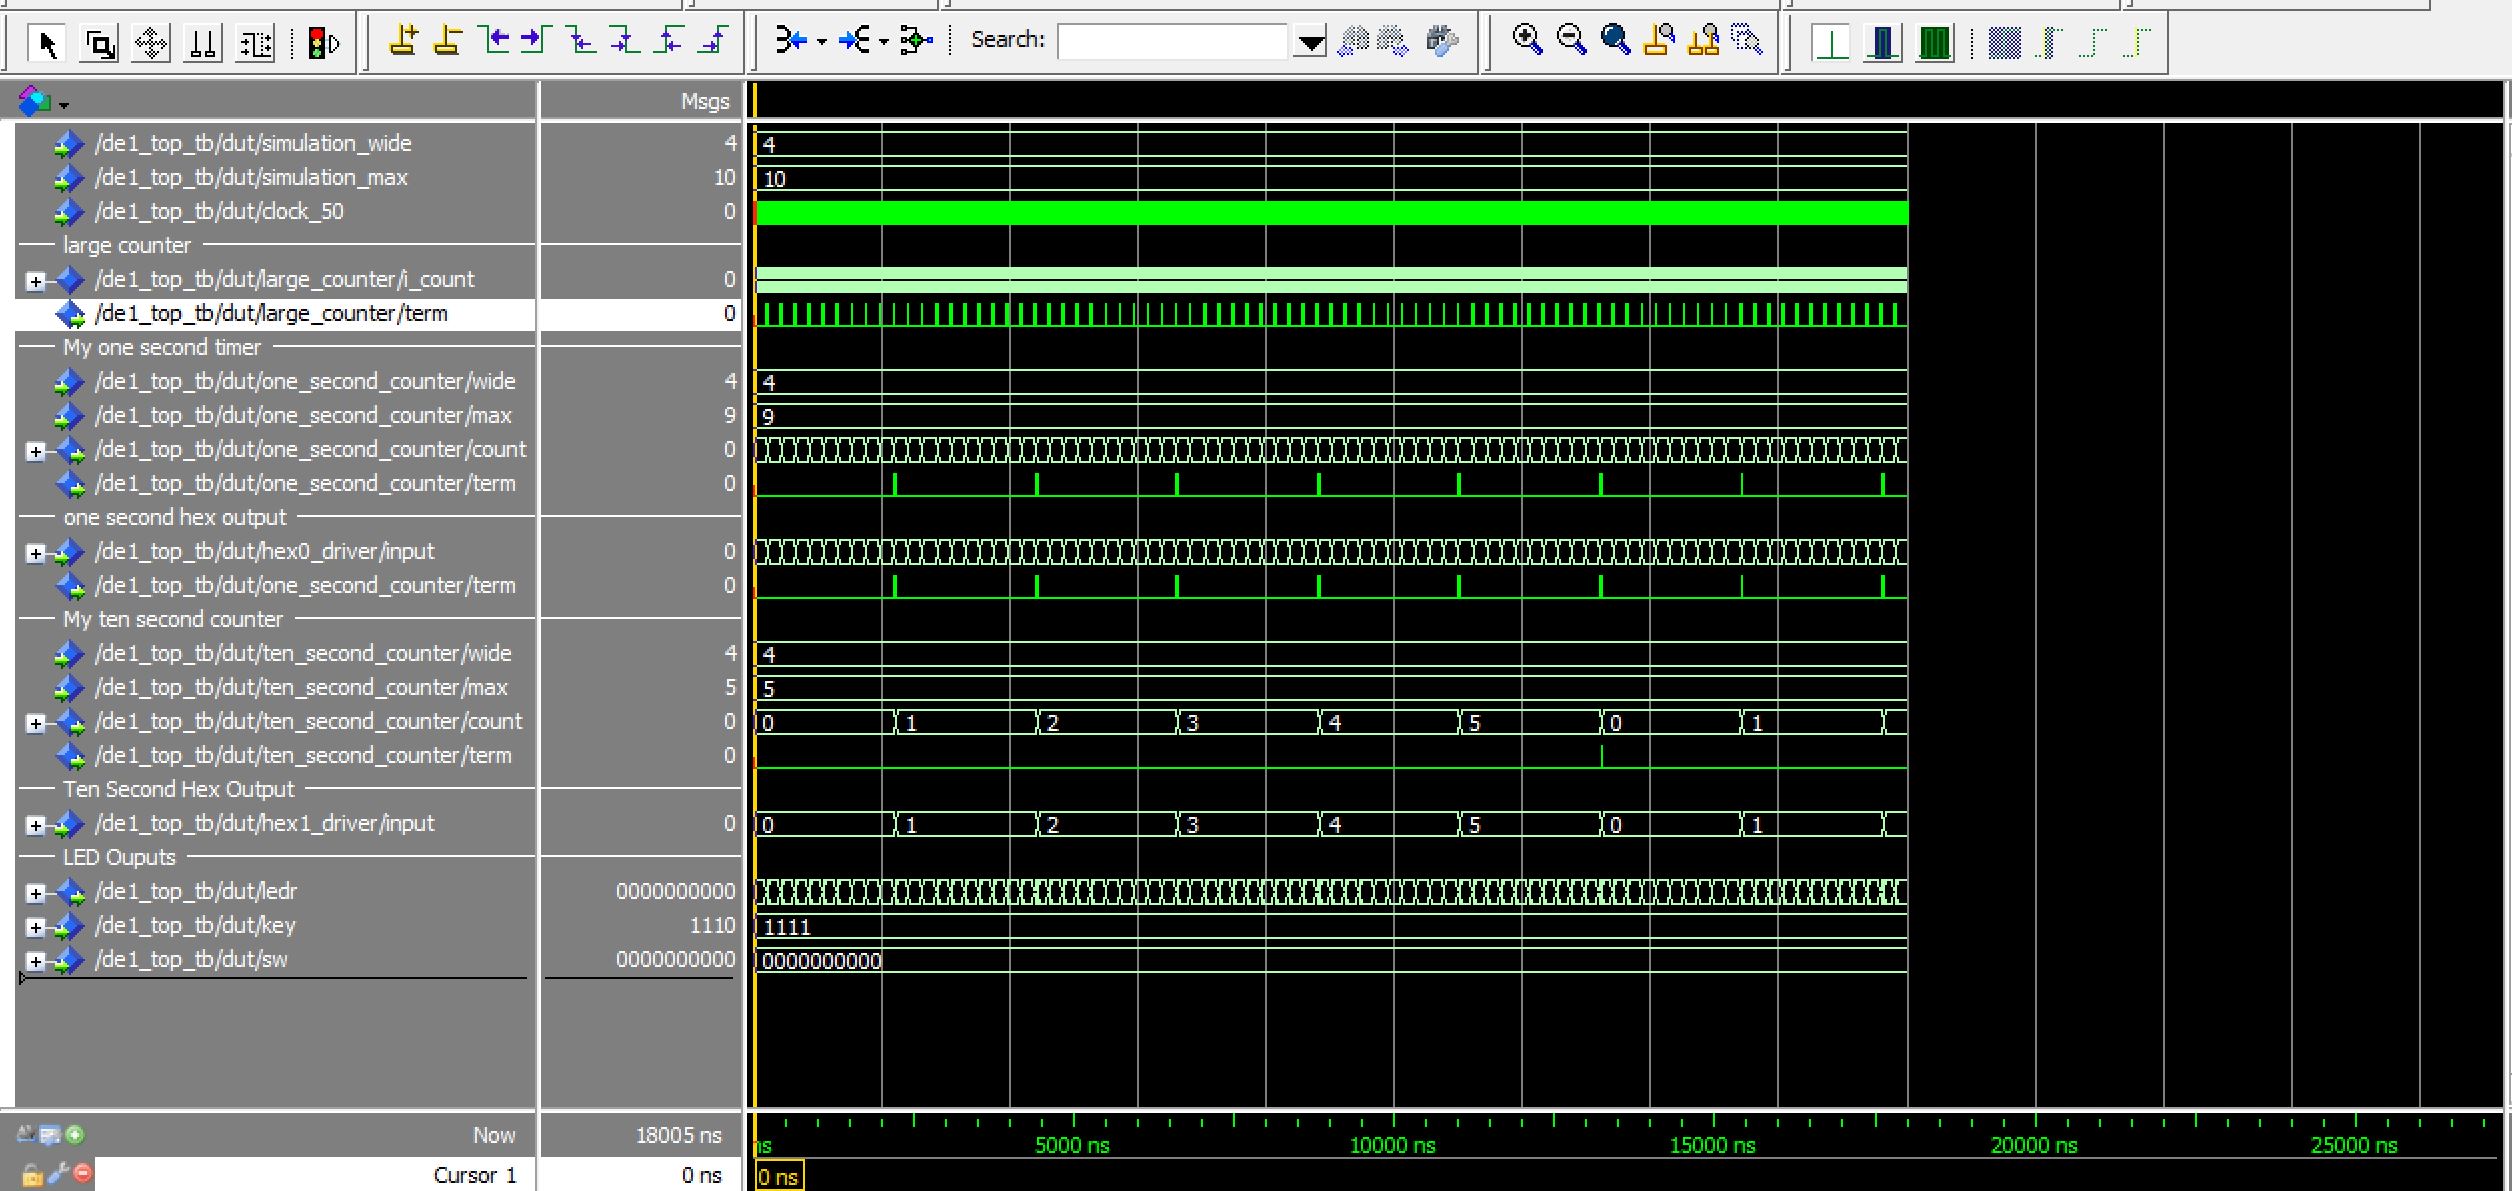 Search:
Msgs
/de1_top_tb/dut/simulation_wide 4 4
/de1_top_tb/dut/simulation_max 10 10
/de1_top_tb/dut/clock_50 0
large counter
/de1_top_tb/dut/large_counter/i_count 0
/de1_top_tb/dut/large_counter/term 0
My one second timer
/de1_top_tb/dut/one_second_counter/wide 4 4
/de1_top_tb/dut/one_second_counter/max 9 9
/de1_top_tb/dut/one_second_counter/count 0
/de1_top_tb/dut/one_second_counter/term 0
one second hex output
/de1_top_tb/dut/hex0_driver/input 0
/de1_top_tb/dut/one_second_counter/term 0
My ten second counter
/de1_top_tb/dut/ten_second_counter/wide 4 4
/de1_top_tb/dut/ten_second_counter/max 5 5
/de1_top_tb/dut/ten_second_counter/count 0 0 1 2 3 4 5 0 1
/de1_top_tb/dut/ten_second_counter/term 0
Ten Second Hex Output
/de1_top_tb/dut/hex1_driver/input 0 0 1 2 3 4 5 0 1
LED Ouputs
/de1_top_tb/dut/ledr 0000000000
/de1_top_tb/dut/key 1110 1111
/de1_top_tb/dut/sw 0000000000 0000000000
Now 18005 ns ns 5000 ns 10000 ns 15000 ns 20000 ns 25000 ns
Cursor 1 0 ns 0 ns